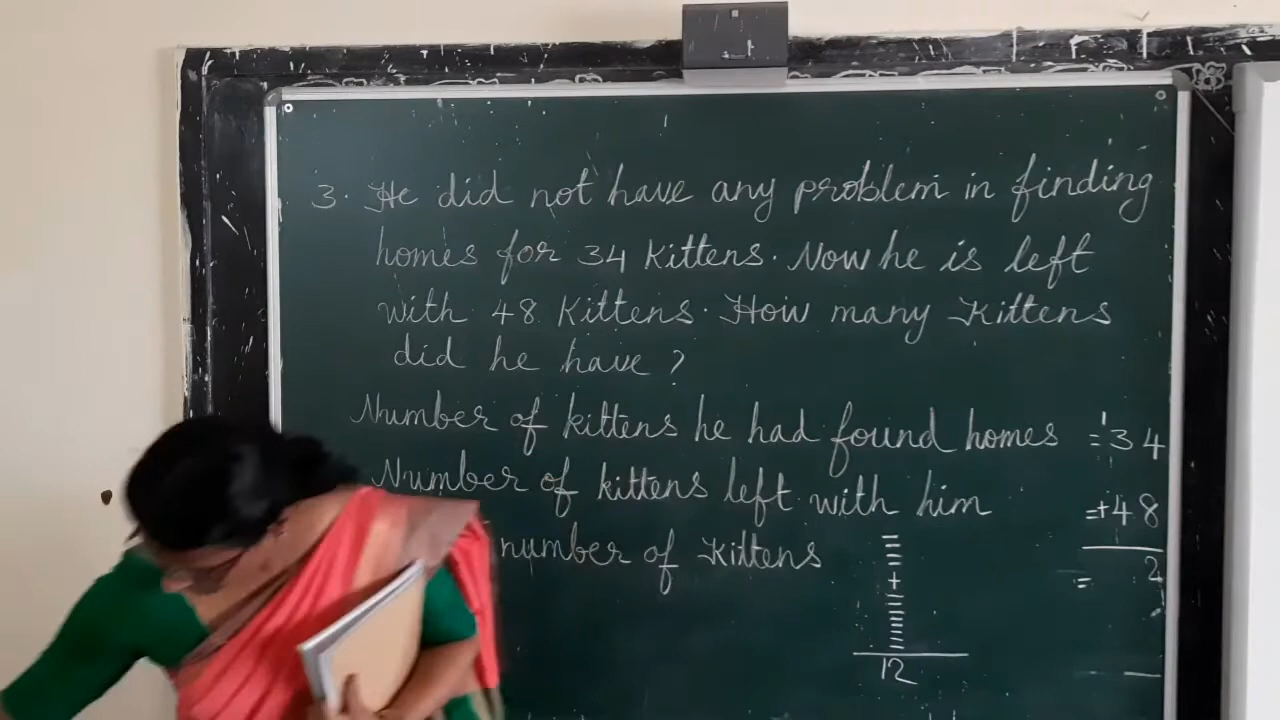 3. He did not have any problem in finding
homes for 34 kittens. Now he is left
with 48 kittens. How many kittens
did he have?
Number of kittens he had found homes = 1 34
Number of kittens left with him = +48
number of kittens = 2
+
12